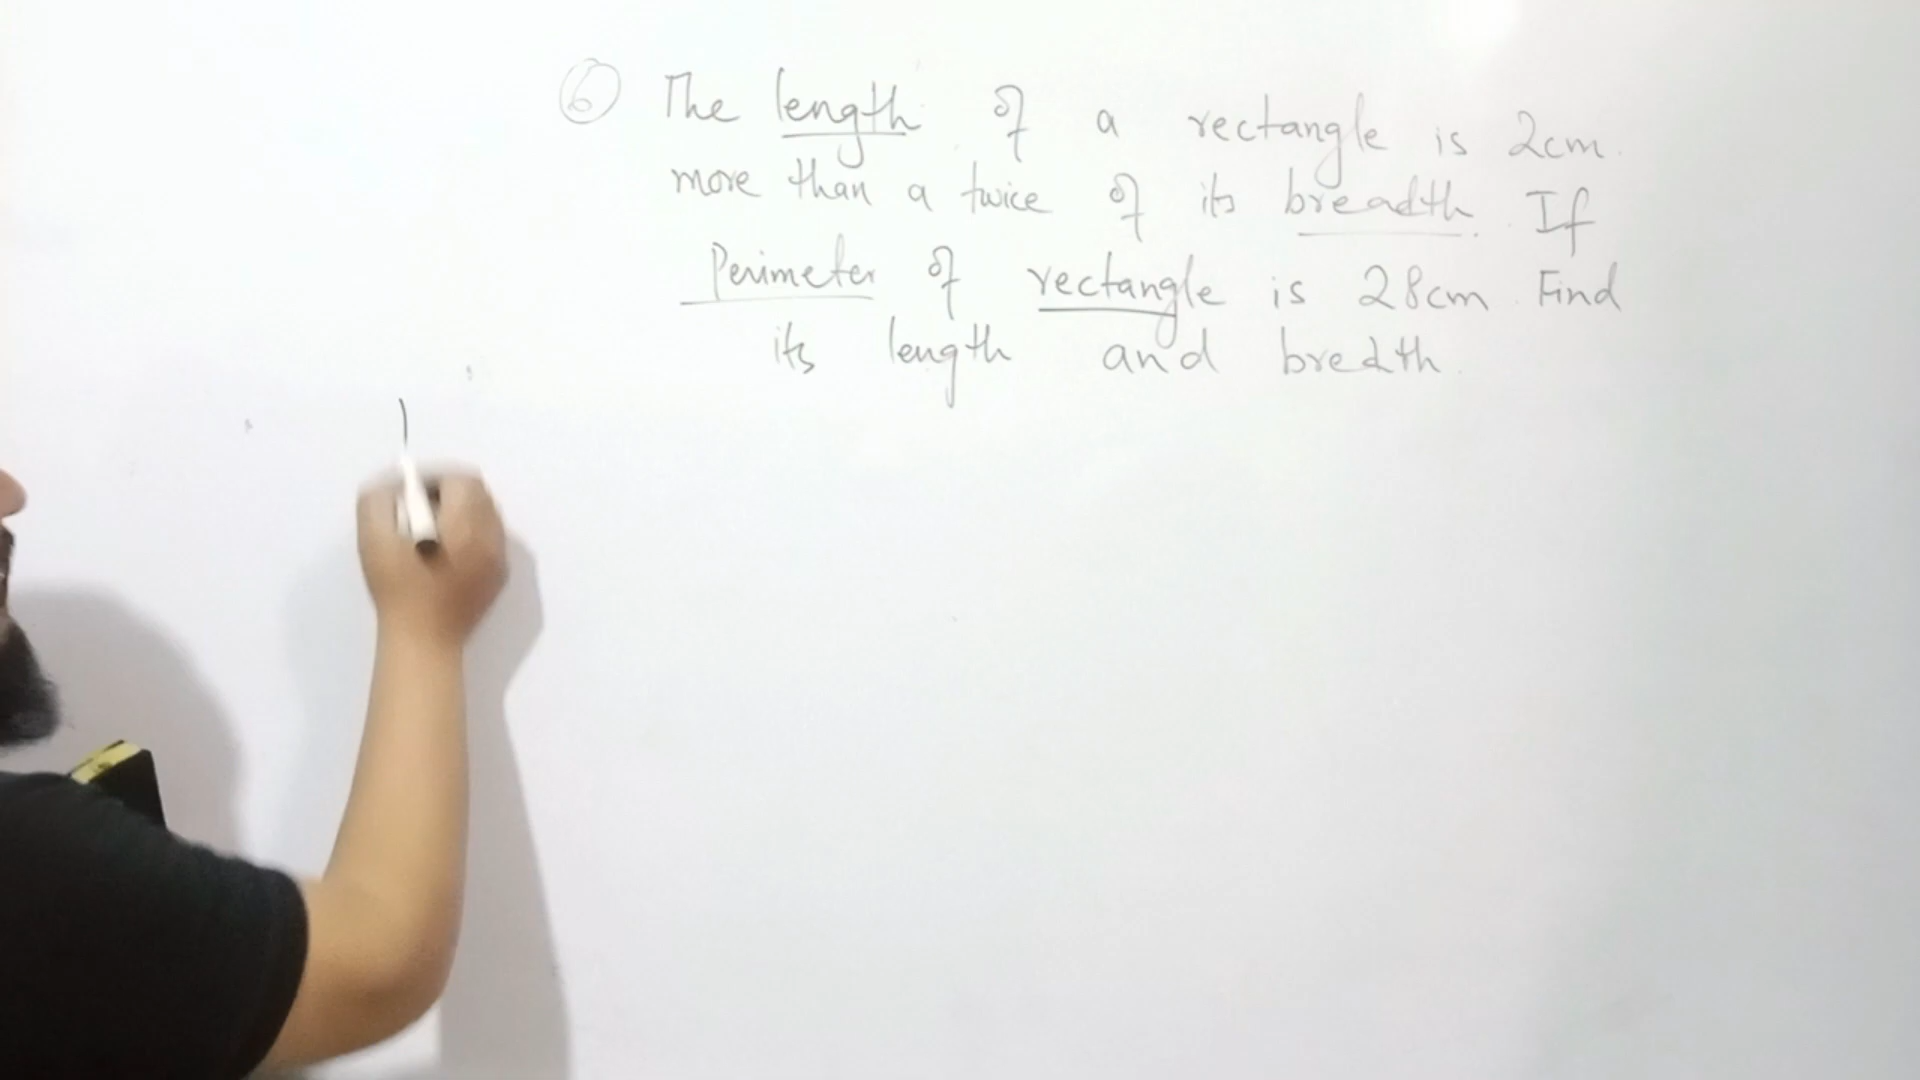 6 The length of a rectangle is 2cm.
more than a twice of its breadth. If
Perimeter of rectangle is 28cm. Find
its length and bredth.